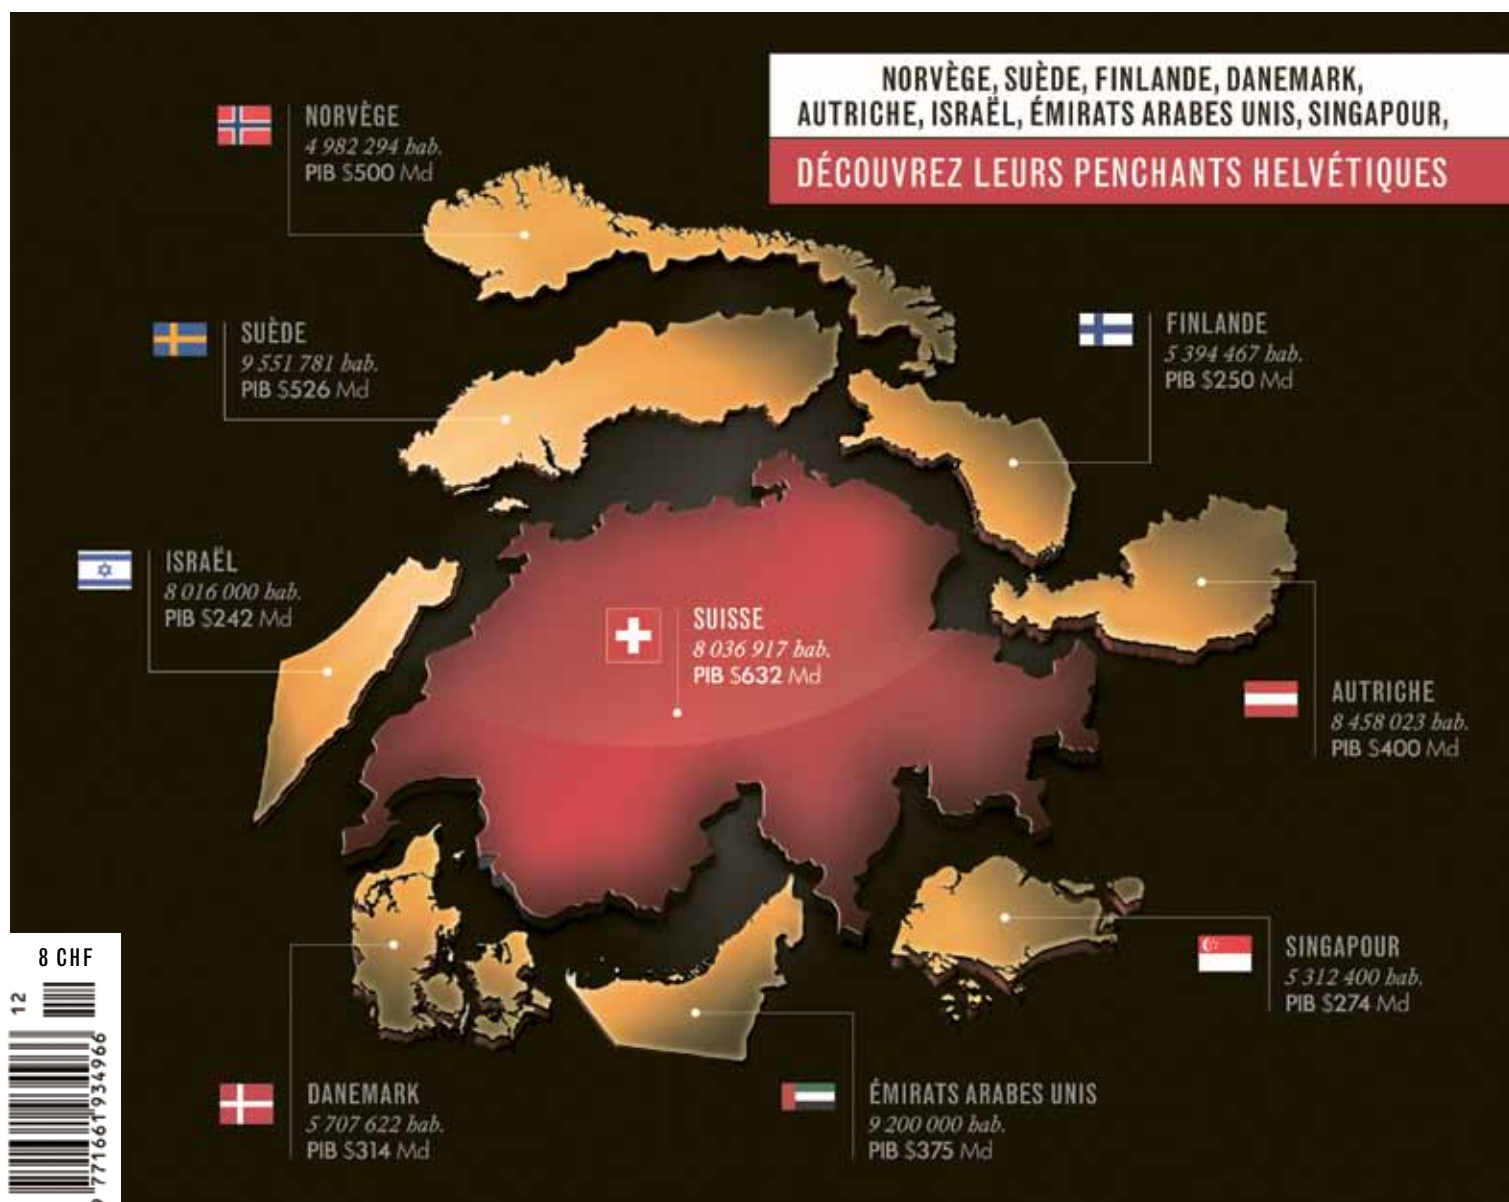 NORVÈGE, SUÈDE, FINLANDE, DANEMARK,
AUTRICHE, ISRAËL, ÉMIRATS ARABES UNIS, SINGAPOUR,
DÉCOUVREZ LEURS PENCHANTS HELVÉTIQUES
NORVÈGE
4 982 294 hab.
PIB $500 Md
SUÈDE
9 551 781 hab.
PIB $526 Md
FINLANDE
5 394 467 hab.
PIB $250 Md
ISRAËL
8 016 000 hab.
PIB $242 Md
SUISSE
8 036 917 hab.
PIB $632 Md
AUTRICHE
8 458 023 hab.
PIB $400 Md
SINGAPOUR
5 312 400 hab.
PIB $274 Md
DANEMARK
5 707 622 hab.
PIB $314 Md
ÉMIRATS ARABES UNIS
9 200 000 hab.
PIB $375 Md
8 CHF
12
771661 934966